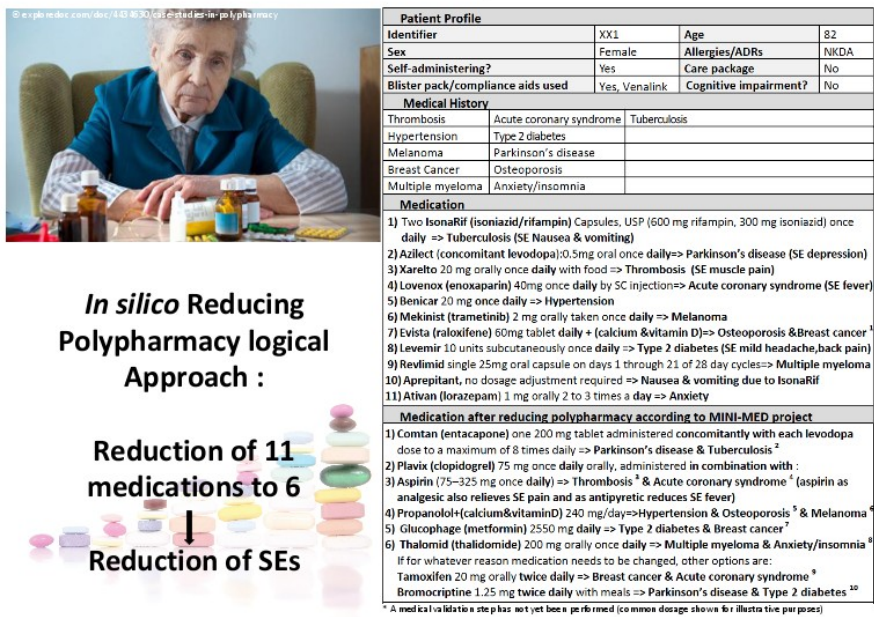 © exploredoc.com/doc/4434630/case-studies-in-polypharmacy
In silico Reducing
Polypharmacy logical
Approach :
Reduction of 11
medications to 6
Reduction of SEs
Patient Profile
Identifier XX1 Age 82
Sex Female Allergies/ADRs NKDA
Self-administering? Yes Care package No
Blister pack/compliance aids used Yes, Venalink Cognitive impairment? No
Medical History
Thrombosis Acute coronary syndrome Tuberculosis
Hypertension Type 2 diabetes
Melanoma Parkinson's disease
Breast Cancer Osteoporosis
Multiple myeloma Anxiety/insomnia
Medication
1) Two IsonaRif (isoniazid/rifampin) Capsules, USP (600 mg rifampin, 300 mg isoniazid) once
daily => Tuberculosis (SE Nausea & vomiting)
2) Azilect (concomitant levodopa):0.5mg oral once daily=> Parkinson's disease (SE depression)
3) Xarelto 20 mg orally once daily with food => Thrombosis (SE muscle pain)
4) Lovenox (enoxaparin) 40mg once daily by SC injection=> Acute coronary syndrome (SE fever)
5) Benicar 20 mg once daily => Hypertension
6) Mekinist (trametinib) 2 mg orally taken once daily => Melanoma
7) Evista (raloxifene) 60mg tablet daily + (calcium &vitamin D)=> Osteoporosis &Breast cancer 1
8) Levemir 10 units subcutaneously once daily => Type 2 diabetes (SE mild headache,back pain)
9) Revlimid single 25mg oral capsule on days 1 through 21 of 28 day cycles=> Multiple myeloma
10) Aprepitant, no dosage adjustment required => Nausea & vomiting due to IsonaRif
11) Ativan (lorazepam) 1 mg orally 2 to 3 times a day => Anxiety
Medication after reducing polypharmacy according to MINI-MED project
1) Comtan (entacapone) one 200 mg tablet administered concomitantly with each levodopa
dose to a maximum of 8 times daily => Parkinson's disease & Tuberculosis 2
2) Plavix (clopidogrel) 75 mg once daily orally, administered in combination with :
3) Aspirin (75–325 mg once daily) => Thrombosis 3 & Acute coronary syndrome 4 (aspirin as
analgesic also relieves SE pain and as antipyretic reduces SE fever)
4) Propanolol+(calcium&vitaminD) 240 mg/day=>Hypertension & Osteoporosis 5 & Melanoma 6
5) Glucophage (metformin) 2550 mg daily => Type 2 diabetes & Breast cancer 7
6) Thalomid (thalidomide) 200 mg orally once daily => Multiple myeloma & Anxiety/insomnia 8
If for whatever reason medication needs to be changed, other options are:
Tamoxifen 20 mg orally twice daily => Breast cancer & Acute coronary syndrome 9
Bromocriptine 1.25 mg twice daily with meals => Parkinson's disease & Type 2 diabetes 10
* A medical validation step has not yet been performed (common dosage shown for illustrative purposes)